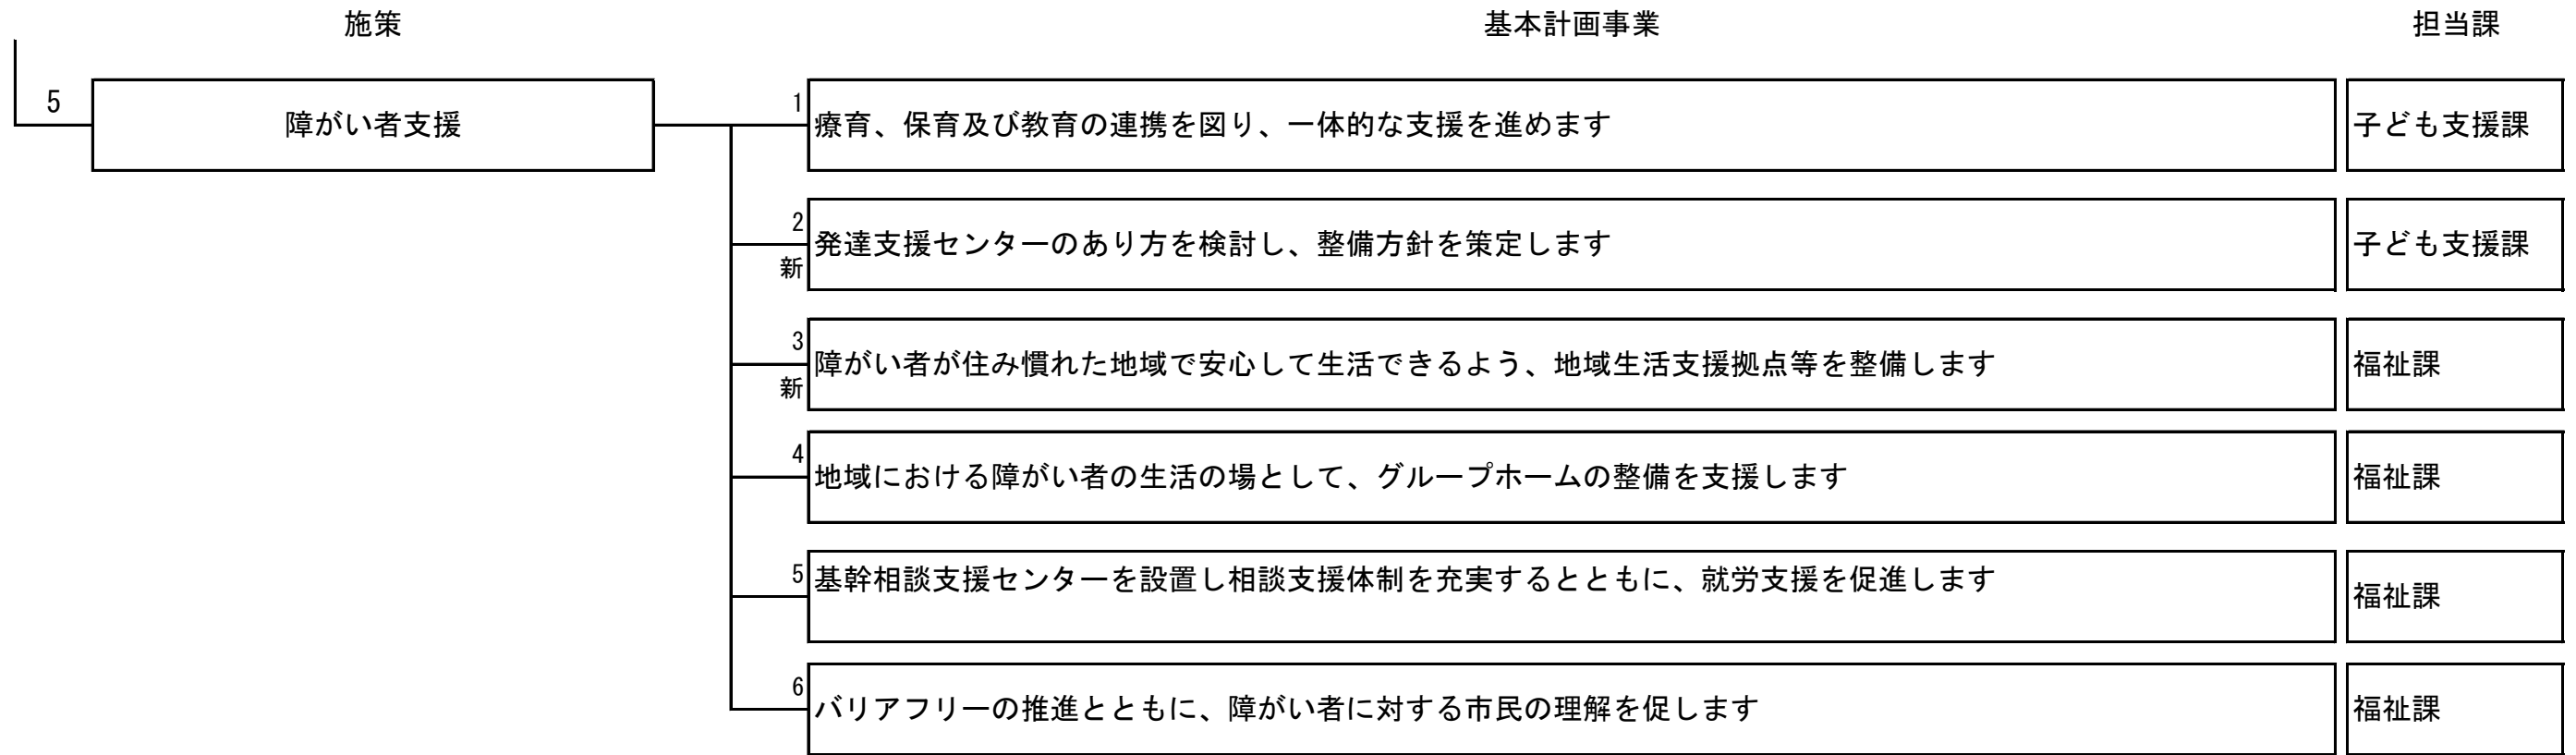 施策 基本計画事業 担当課
5 障がい者支援
1 療育、保育及び教育の連携を図り、一体的な支援を進めます 子ども支援課
2 新 発達支援センターのあり方を検討し、整備方針を策定します 子ども支援課
3 新 障がい者が住み慣れた地域で安心して生活できるよう、地域生活支援拠点等を整備します 福祉課
4 地域における障がい者の生活の場として、グループホームの整備を支援します 福祉課
5 基幹相談支援センターを設置し相談支援体制を充実するとともに、就労支援を促進します 福祉課
6 バリアフリーの推進とともに、障がい者に対する市民の理解を促します 福祉課